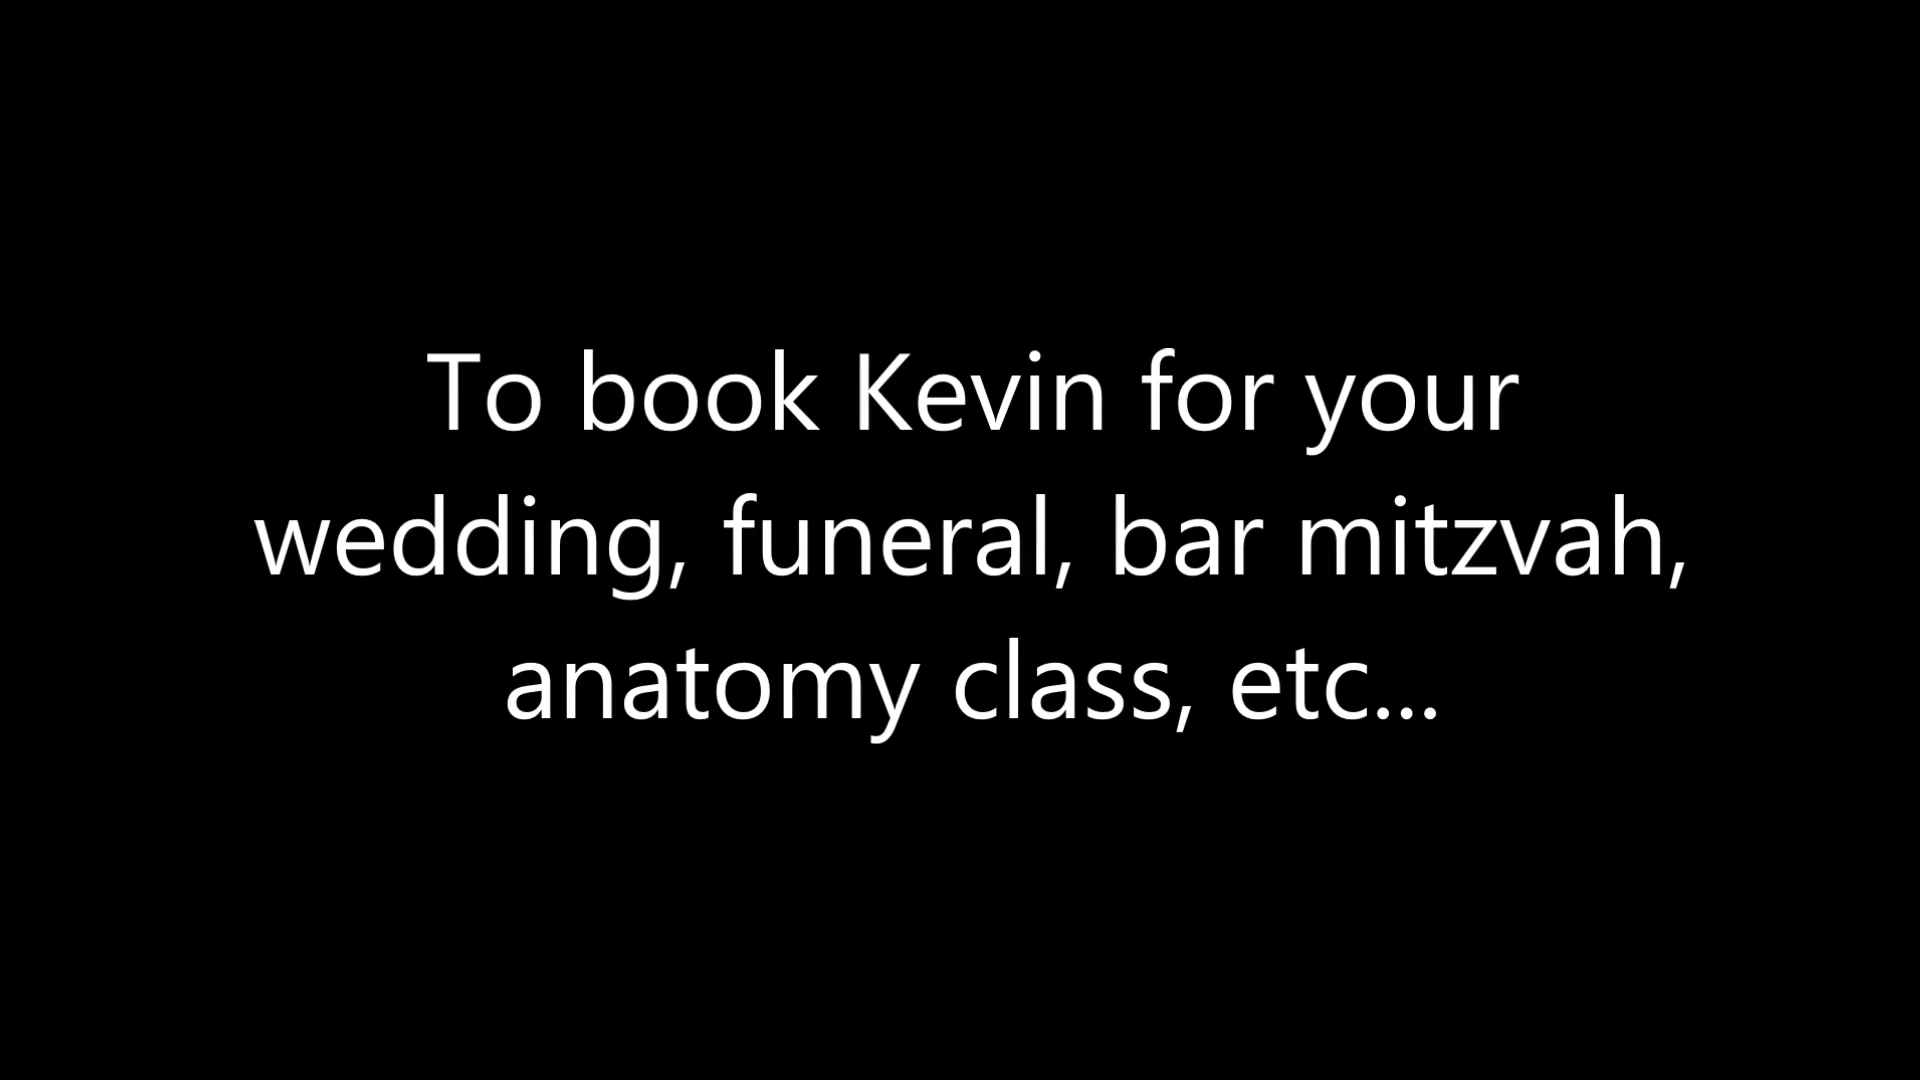 To book Kevin for your
wedding, funeral, bar mitzvah,
anatomy class, etc...